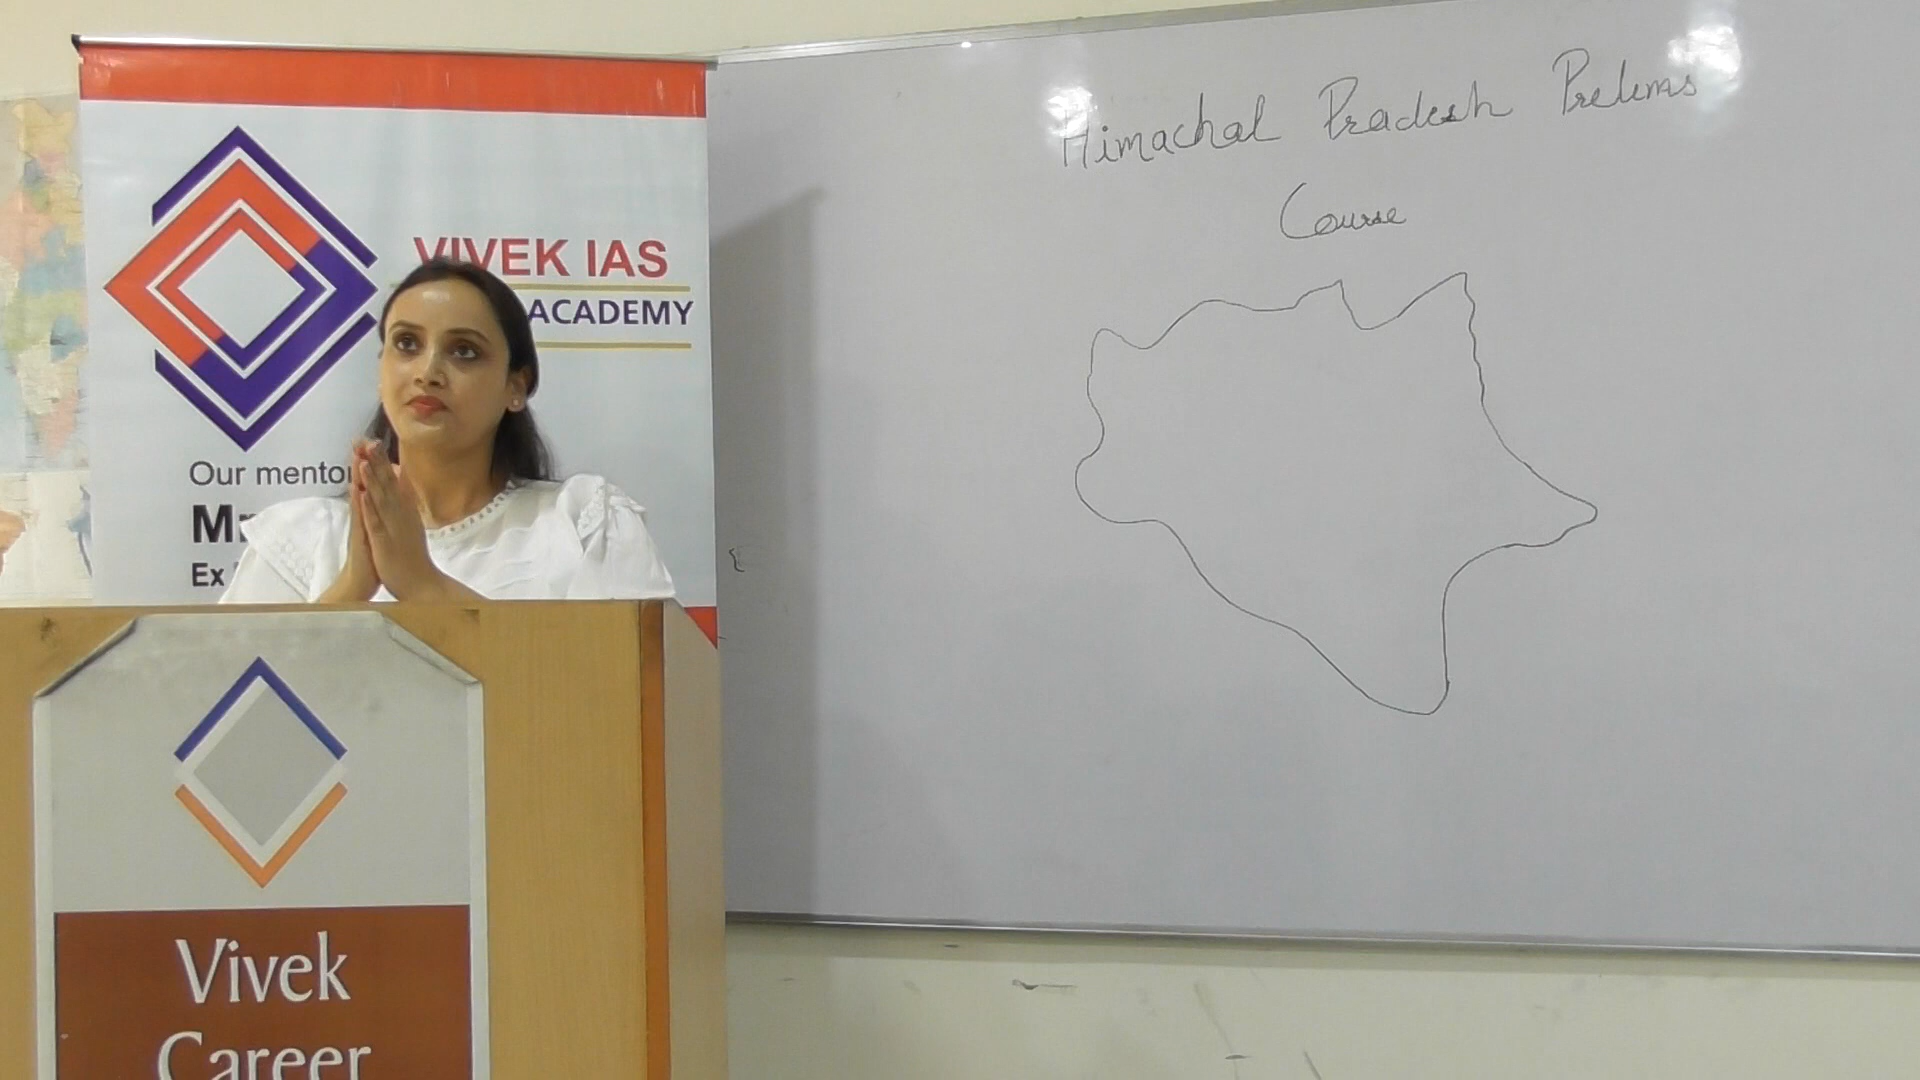 VIVEK IAS
ACADEMY
Our mentor
Ex
Vivek
Career
Himachal Pradesh Prelims
Course